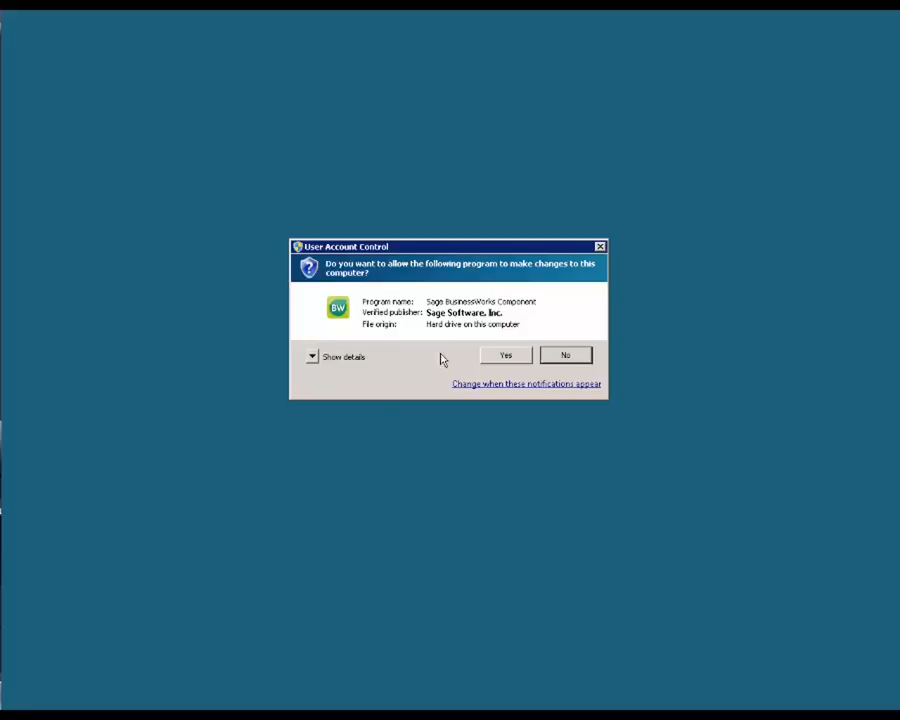 User Account Control
Do you want to allow the following program to make changes to this
computer?
BW
Program name: Sage BusinessWorks Component
Verified publisher: Sage Software, Inc.
File origin: Hard drive on this computer
Show details
Yes
No
Change when these notifications appear